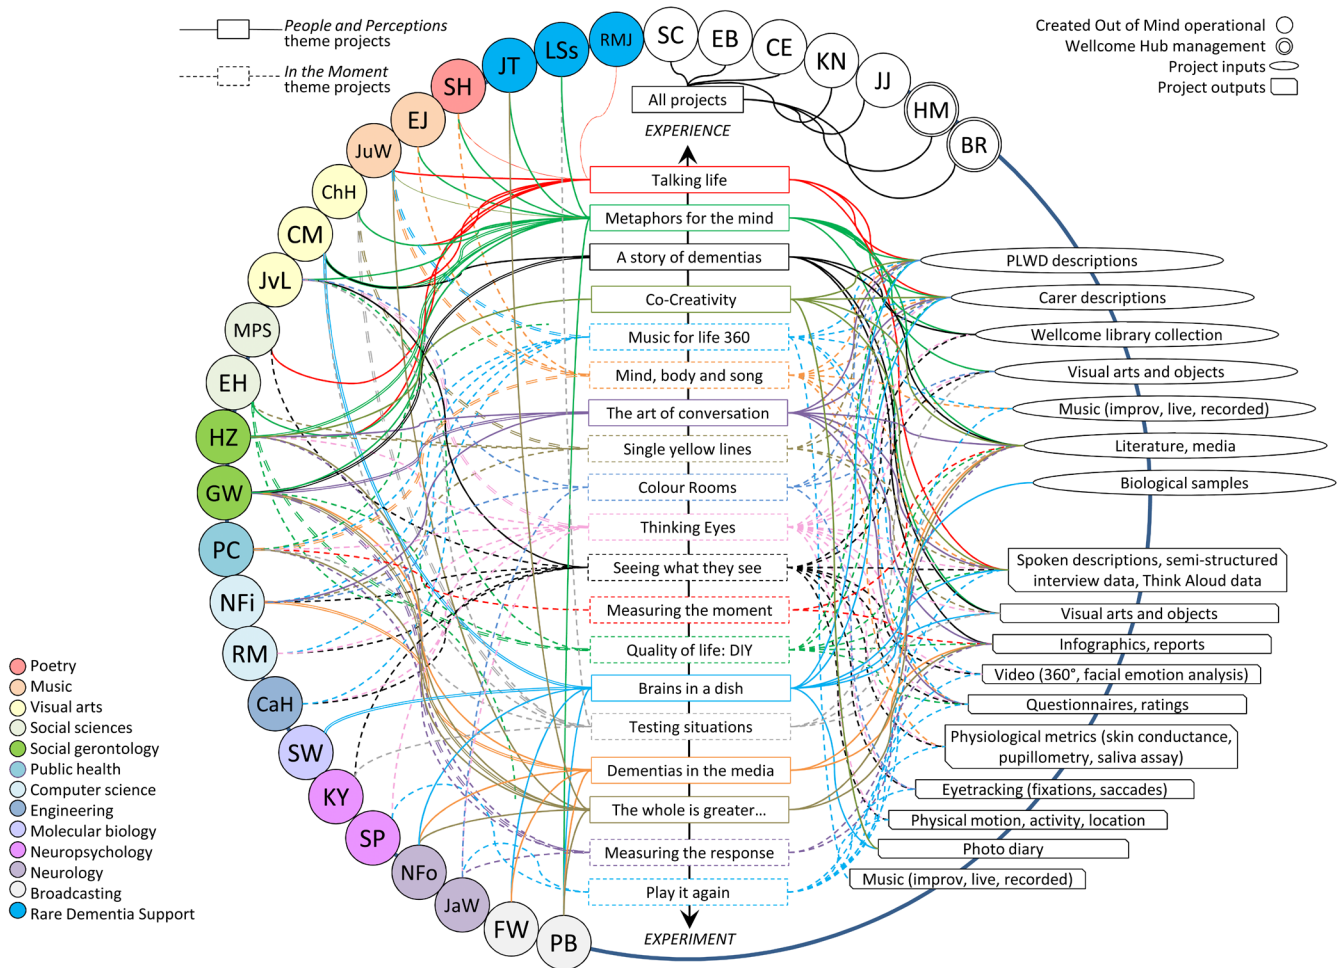 People and Perceptions
theme projects
In the Moment
theme projects
Created Out of Mind operational
Wellcome Hub management
Project inputs
Project outputs
RMJ
LSs
JT
SH
EJ
JuW
ChH
CM
JvL
MPS
EH
HZ
GW
PC
NFi
RM
CaH
SW
KY
SP
NFo
JaW
FW
PB
SC
EB
CE
KN
JJ
HM
BR
All projects
EXPERIENCE
Talking life
Metaphors for the mind
A story of dementias
Co-Creativity
Music for life 360
Mind, body and song
The art of conversation
Single yellow lines
Colour Rooms
Thinking Eyes
Seeing what they see
Measuring the moment
Quality of life: DIY
Brains in a dish
Testing situations
Dementias in the media
The whole is greater...
Measuring the response
Play it again
EXPERIMENT
PLWD descriptions
Carer descriptions
Wellcome library collection
Visual arts and objects
Music (improv, live, recorded)
Literature, media
Biological samples
Spoken descriptions, semi-structured
interview data, Think Aloud data
Visual arts and objects
Infographics, reports
Video (360°, facial emotion analysis)
Questionnaires, ratings
Physiological metrics (skin conductance,
pupillometry, saliva assay)
Eyetracking (fixations, saccades)
Physical motion, activity, location
Photo diary
Music (improv, live, recorded)
Poetry
Music
Visual arts
Social sciences
Social gerontology
Public health
Computer science
Engineering
Molecular biology
Neuropsychology
Neurology
Broadcasting
Rare Dementia Support